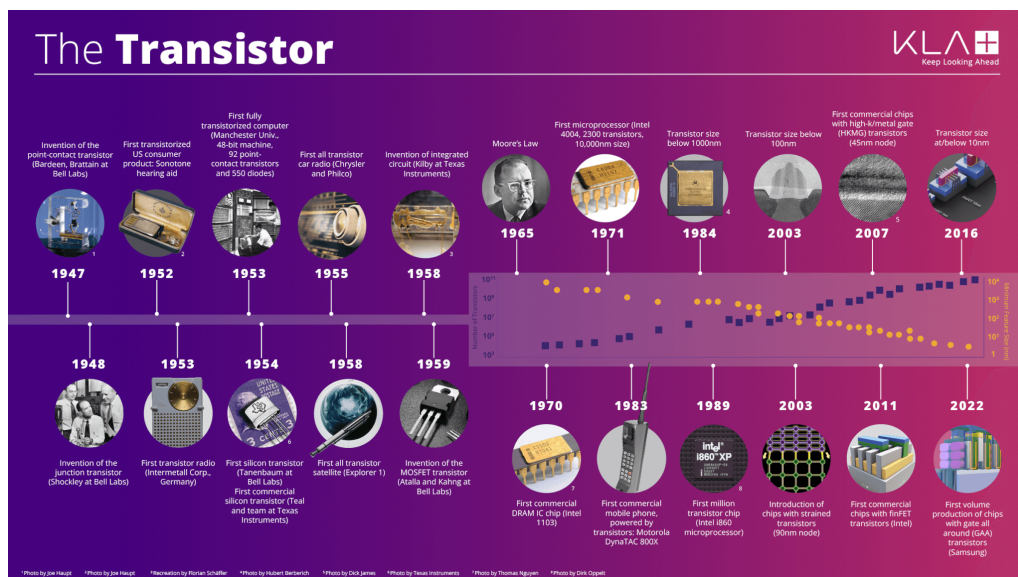 The Transistor
KLA+
Keep Looking Ahead
Invention of the
point-contact transistor
(Bardeen, Brattain at
Bell Labs)
1
1947
First transistorized
US consumer
product: Sonotone
hearing aid
2
1952
First fully
transistorized computer
(Manchester Univ.,
48-bit machine,
92 point-
contact transistors
and 550 diodes)
1953
First all transistor
car radio (Chrysler
and Philco)
1955
Invention of integrated
circuit (Kilby at Texas
Instruments)
3
1958
Moore's Law
1965
First microprocessor (Intel
4004, 2300 transistors,
10,000nm size)
1971
Transistor size
below 1000nm
4
1984
Transistor size below
100nm
2003
First commercial chips
with high-k/metal gate
(HKMG) transistors
(45nm node)
5
2007
Transistor size
at/below 10nm
2016
Number of Transistors
Minimum Feature Size (nm)
1
1948
Invention of the
junction transistor
(Shockley at Bell Labs)
1953
First transistor radio
(Intermetall Corp.,
Germany)
1954
UNITED
STATES
6
First silicon transistor
(Tanenbaum at
Bell Labs)
First commercial
silicon transistor (Teal
and team at Texas
Instruments)
1958
First all transistor
satellite (Explorer 1)
1959
Invention of the
MOSFET transistor
(Atalla and Kahng at
Bell Labs)
1970
7
First commercial
DRAM IC chip (Intel
1103)
1983
First commercial
mobile phone,
powered by
transistors: Motorola
DynaTAC 800X
1989
intel
i860 XP
8
First million
transistor chip
(Intel i860
microprocessor)
2003
Introduction of
chips with strained
transistors
(90nm node)
2011
First commercial
chips with finFET
transistors (Intel)
2022
First volume
production of chips
with gate all
around (GAA)
transistors
(Samsung)
¹Photo by Joe Haupt ²Photo by Joe Haupt ³Recreation by Florian Schäffer ⁴Photo by Hubert Berberich ⁵Photo by Dick James ⁶Photo by Texas Instruments ⁷Photo by Thomas Nguyen ⁸Photo by Dirk Oppelt